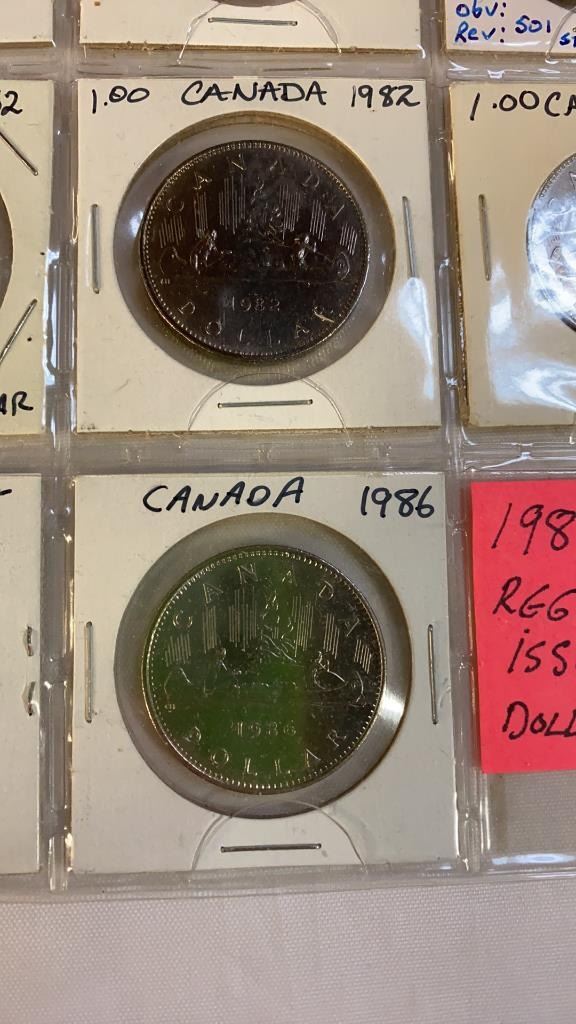 Obv:
Rev: 501
1.00 CANADA 1982
1.00 CA
CANADA
1982
DOLLAR
AR
CANADA 1986
CANADA
1986
DOLLAR
198
REG
ISS
DOLL